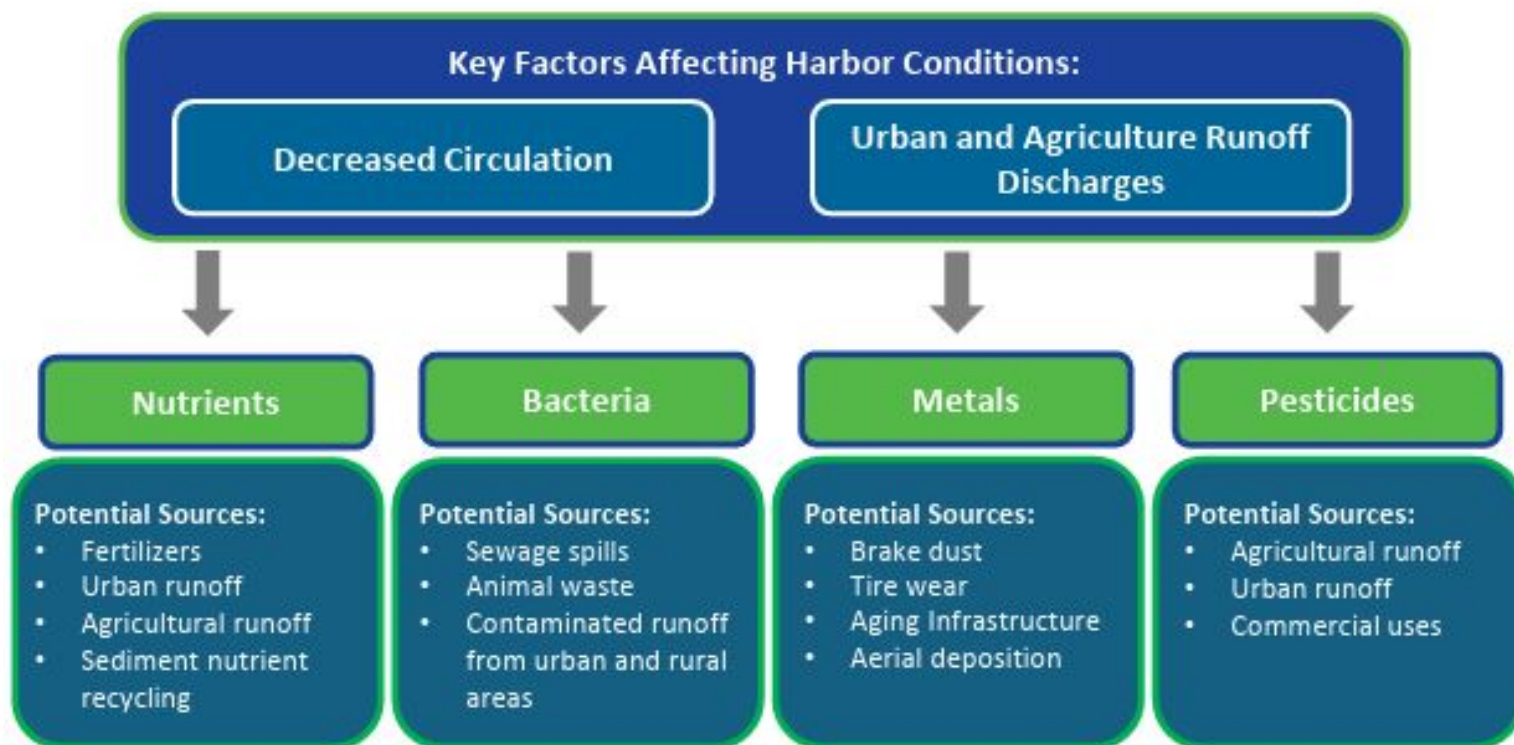 Key Factors Affecting Harbor Conditions:
Decreased Circulation
Urban and Agriculture Runoff
Discharges
Nutrients
Potential Sources:
• Fertilizers
• Urban runoff
• Agricultural runoff
• Sediment nutrient
recycling
Bacteria
Potential Sources:
• Sewage spills
• Animal waste
• Contaminated runoff
from urban and rural
areas
Metals
Potential Sources:
• Brake dust
• Tire wear
• Aging Infrastructure
• Aerial deposition
Pesticides
Potential Sources:
• Agricultural runoff
• Urban runoff
• Commercial uses